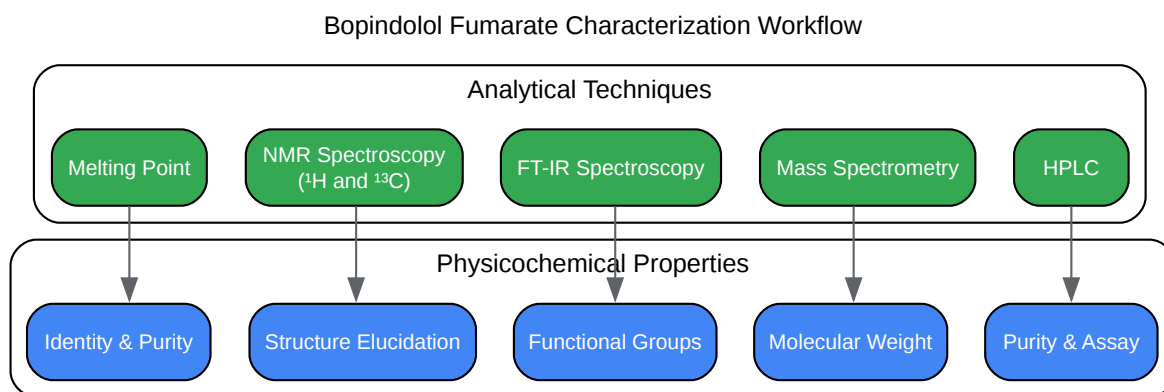 Bopindolol Fumarate Characterization Workflow
Analytical Techniques
Melting Point
NMR Spectroscopy
(¹H and ¹³C)
FT-IR Spectroscopy
Mass Spectrometry
HPLC
Physicochemical Properties
Identity & Purity
Structure Elucidation
Functional Groups
Molecular Weight
Purity & Assay